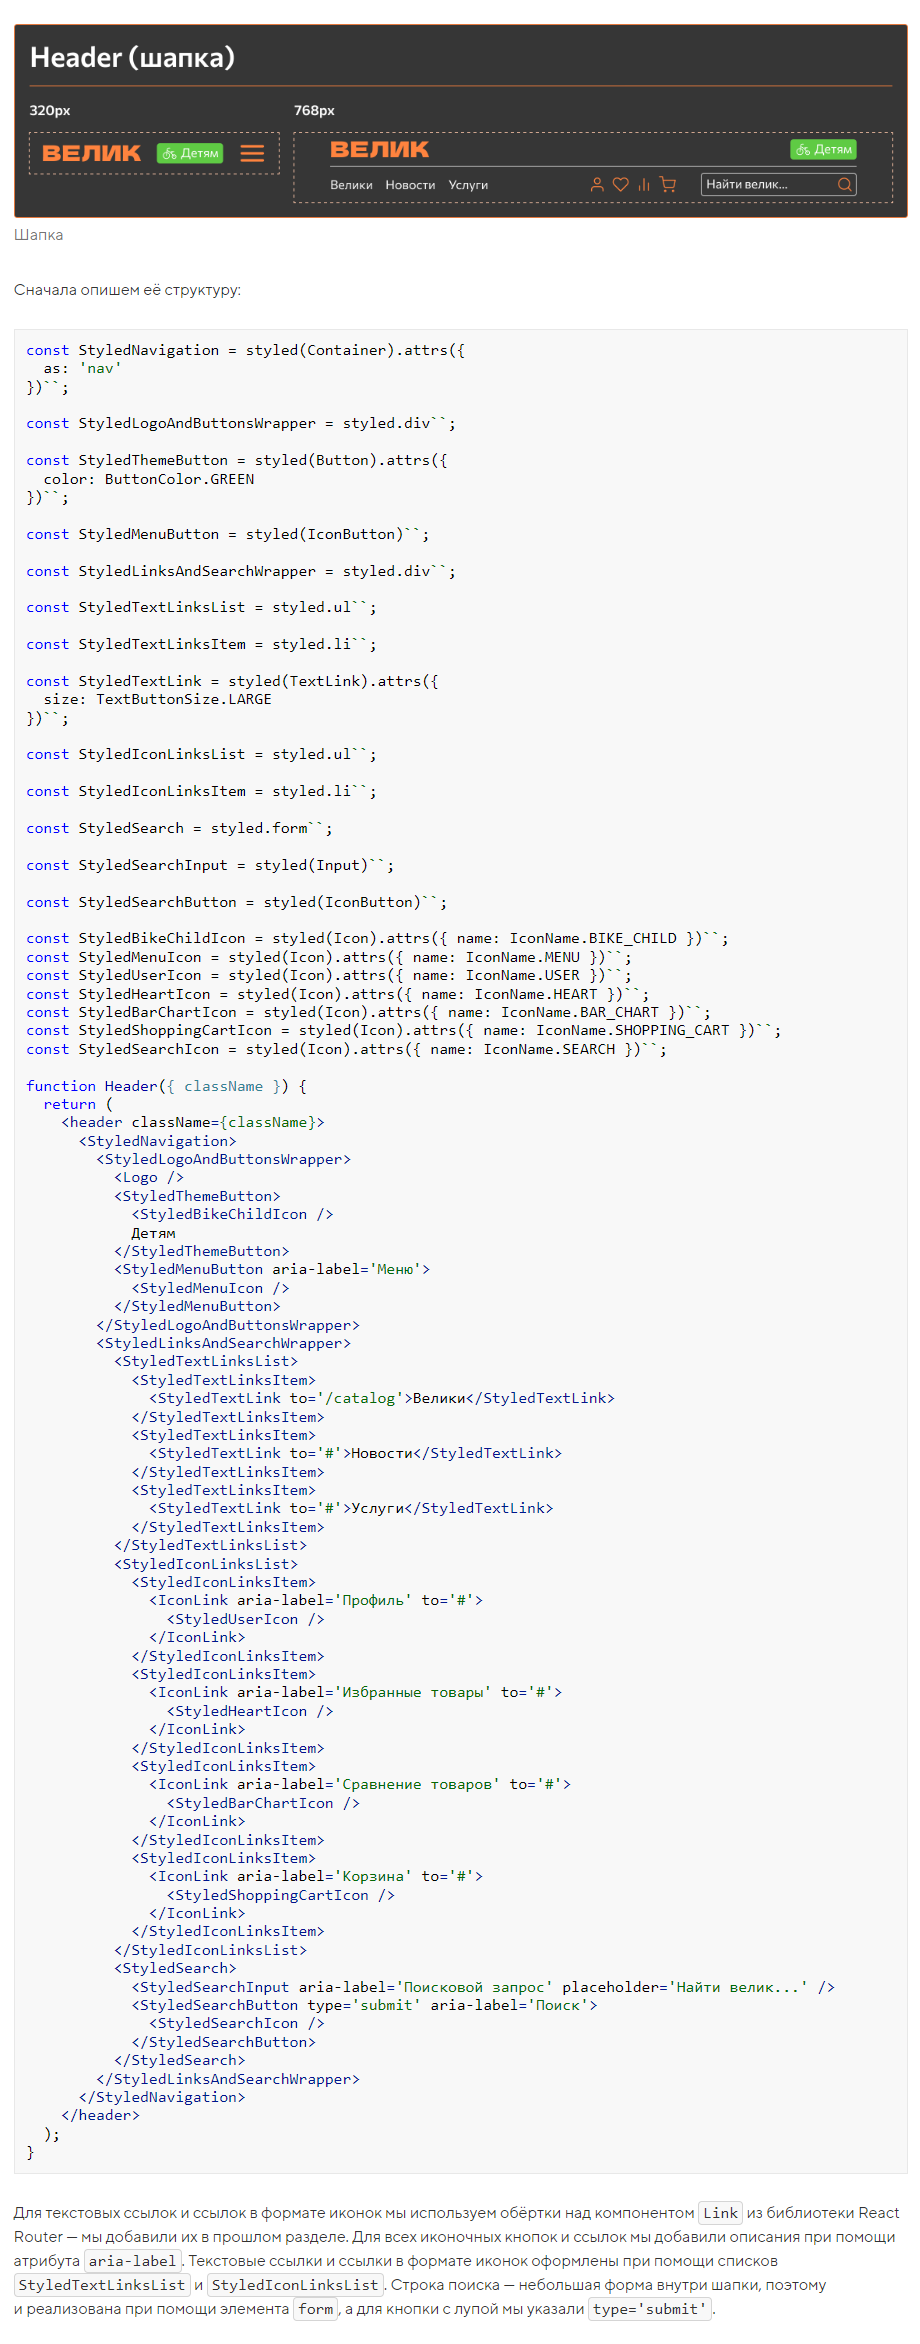 Header (шапка)
320px
768px
ВЕЛИК Детям
ВЕЛИК Детям
Велики Новости Услуги Найти велик...
Шапка
Сначала опишем её структуру:
const StyledNavigation = styled(Container).attrs({
  as: 'nav'
})``;
const StyledLogoAndButtonsWrapper = styled.div``;
const StyledThemeButton = styled(Button).attrs({
  color: ButtonColor.GREEN
})``;
const StyledMenuButton = styled(IconButton)``;
const StyledLinksAndSearchWrapper = styled.div``;
const StyledTextLinksList = styled.ul``;
const StyledTextLinksItem = styled.li``;
const StyledTextLink = styled(TextLink).attrs({
  size: TextButtonSize.LARGE
})``;
const StyledIconLinksList = styled.ul``;
const StyledIconLinksItem = styled.li``;
const StyledSearch = styled.form``;
const StyledSearchInput = styled(Input)``;
const StyledSearchButton = styled(IconButton)``;
const StyledBikeChildIcon = styled(Icon).attrs({ name: IconName.BIKE_CHILD })``;
const StyledMenuIcon = styled(Icon).attrs({ name: IconName.MENU })``;
const StyledUserIcon = styled(Icon).attrs({ name: IconName.USER })``;
const StyledHeartIcon = styled(Icon).attrs({ name: IconName.HEART })``;
const StyledBarChartIcon = styled(Icon).attrs({ name: IconName.BAR_CHART })``;
const StyledShoppingCartIcon = styled(Icon).attrs({ name: IconName.SHOPPING_CART })``;
const StyledSearchIcon = styled(Icon).attrs({ name: IconName.SEARCH })``;
function Header({ className }) {
  return (
    <header className={className}>
      <StyledNavigation>
        <StyledLogoAndButtonsWrapper>
          <Logo />
          <StyledThemeButton>
            <StyledBikeChildIcon />
            Детям
          </StyledThemeButton>
          <StyledMenuButton aria-label='Меню'>
            <StyledMenuIcon />
          </StyledMenuButton>
        </StyledLogoAndButtonsWrapper>
        <StyledLinksAndSearchWrapper>
          <StyledTextLinksList>
            <StyledTextLinksItem>
              <StyledTextLink to='/catalog'>Велики</StyledTextLink>
            </StyledTextLinksItem>
            <StyledTextLinksItem>
              <StyledTextLink to='#'>Новости</StyledTextLink>
            </StyledTextLinksItem>
            <StyledTextLinksItem>
              <StyledTextLink to='#'>Услуги</StyledTextLink>
            </StyledTextLinksItem>
          </StyledTextLinksList>
          <StyledIconLinksList>
            <StyledIconLinksItem>
              <IconLink aria-label='Профиль' to='#'>
                <StyledUserIcon />
              </IconLink>
            </StyledIconLinksItem>
            <StyledIconLinksItem>
              <IconLink aria-label='Избранные товары' to='#'>
                <StyledHeartIcon />
              </IconLink>
            </StyledIconLinksItem>
            <StyledIconLinksItem>
              <IconLink aria-label='Сравнение товаров' to='#'>
                <StyledBarChartIcon />
              </IconLink>
            </StyledIconLinksItem>
            <StyledIconLinksItem>
              <IconLink aria-label='Корзина' to='#'>
                <StyledShoppingCartIcon />
              </IconLink>
            </StyledIconLinksItem>
          </StyledIconLinksList>
          <StyledSearch>
            <StyledSearchInput aria-label='Поисковой запрос' placeholder='Найти велик...' />
            <StyledSearchButton type='submit' aria-label='Поиск'>
              <StyledSearchIcon />
            </StyledSearchButton>
          </StyledSearch>
        </StyledLinksAndSearchWrapper>
      </StyledNavigation>
    </header>
  );
}
Для текстовых ссылок и ссылок в формате иконок мы используем обёртки над компонентом Link из библиотеки React
Router — мы добавили их в прошлом разделе. Для всех иконочных кнопок и ссылок мы добавили описания при помощи
атрибута aria-label. Текстовые ссылки и ссылки в формате иконок оформлены при помощи списков
StyledTextLinksList и StyledIconLinksList. Строка поиска — небольшая форма внутри шапки, поэтому
и реализована при помощи элемента form, а для кнопки с лупой мы указали type='submit'.